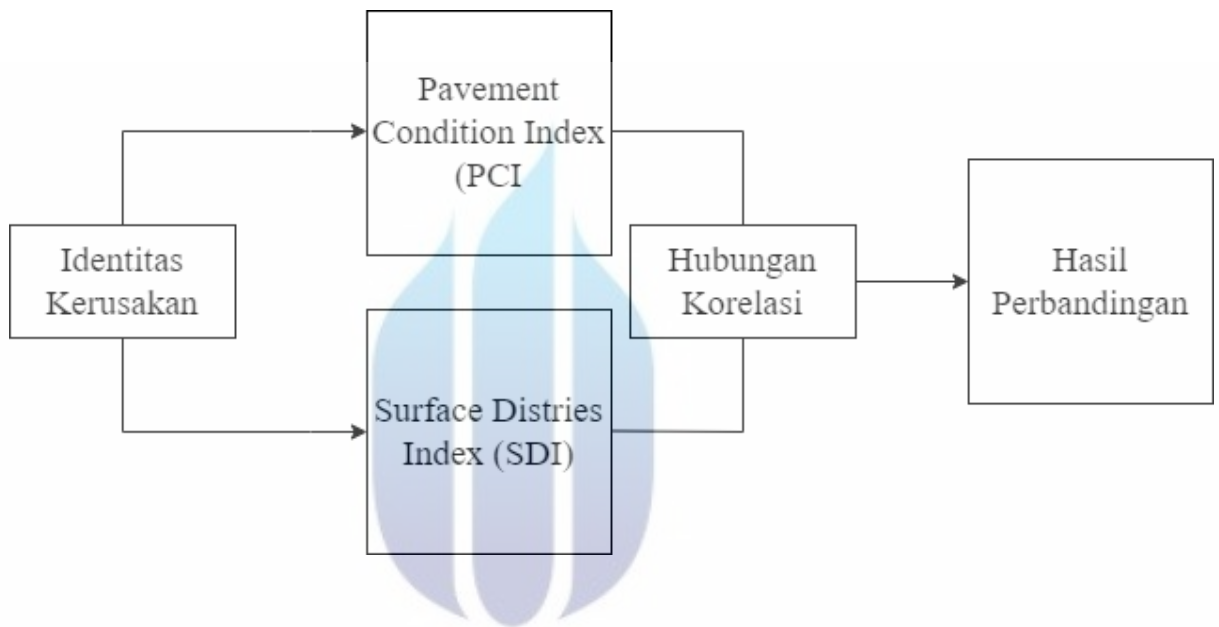 Pavement
Condition Index
(PCI
Identitas
Kerusakan
Hubungan
Korelasi
Hasil
Perbandingan
Surface Distries
Index (SDI)